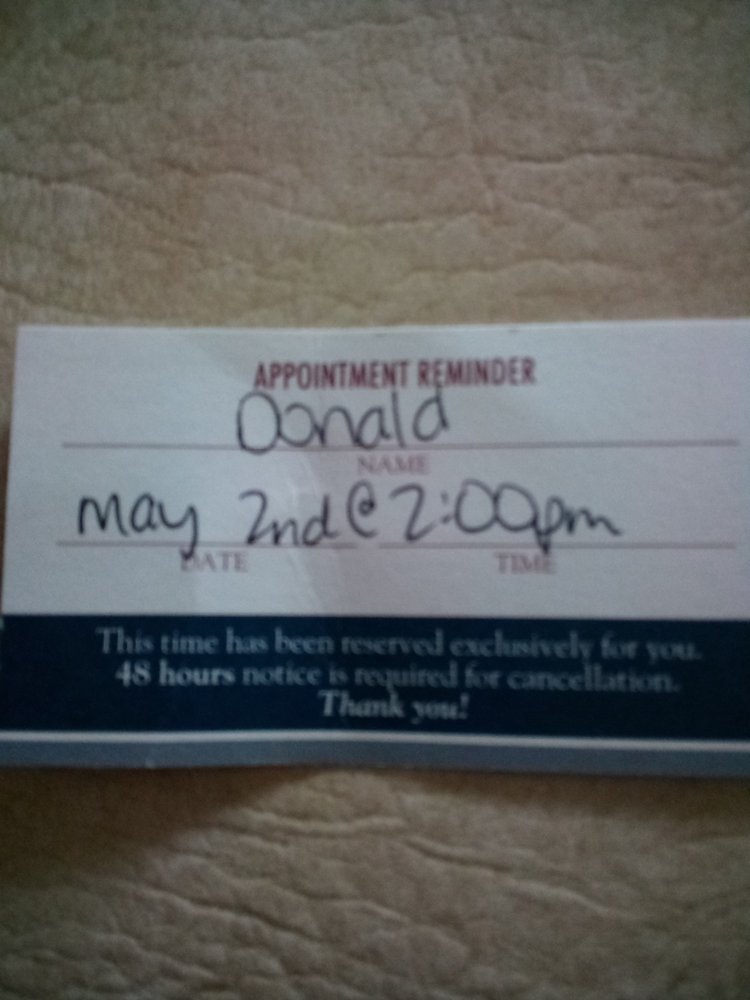 APPOINTMENT REMINDER
Donald
NAME
May 2nd @ 2:00pm
DATE TIME
This time has been reserved exclusively for you.
48 hours notice is required for cancellation.
Thank you!